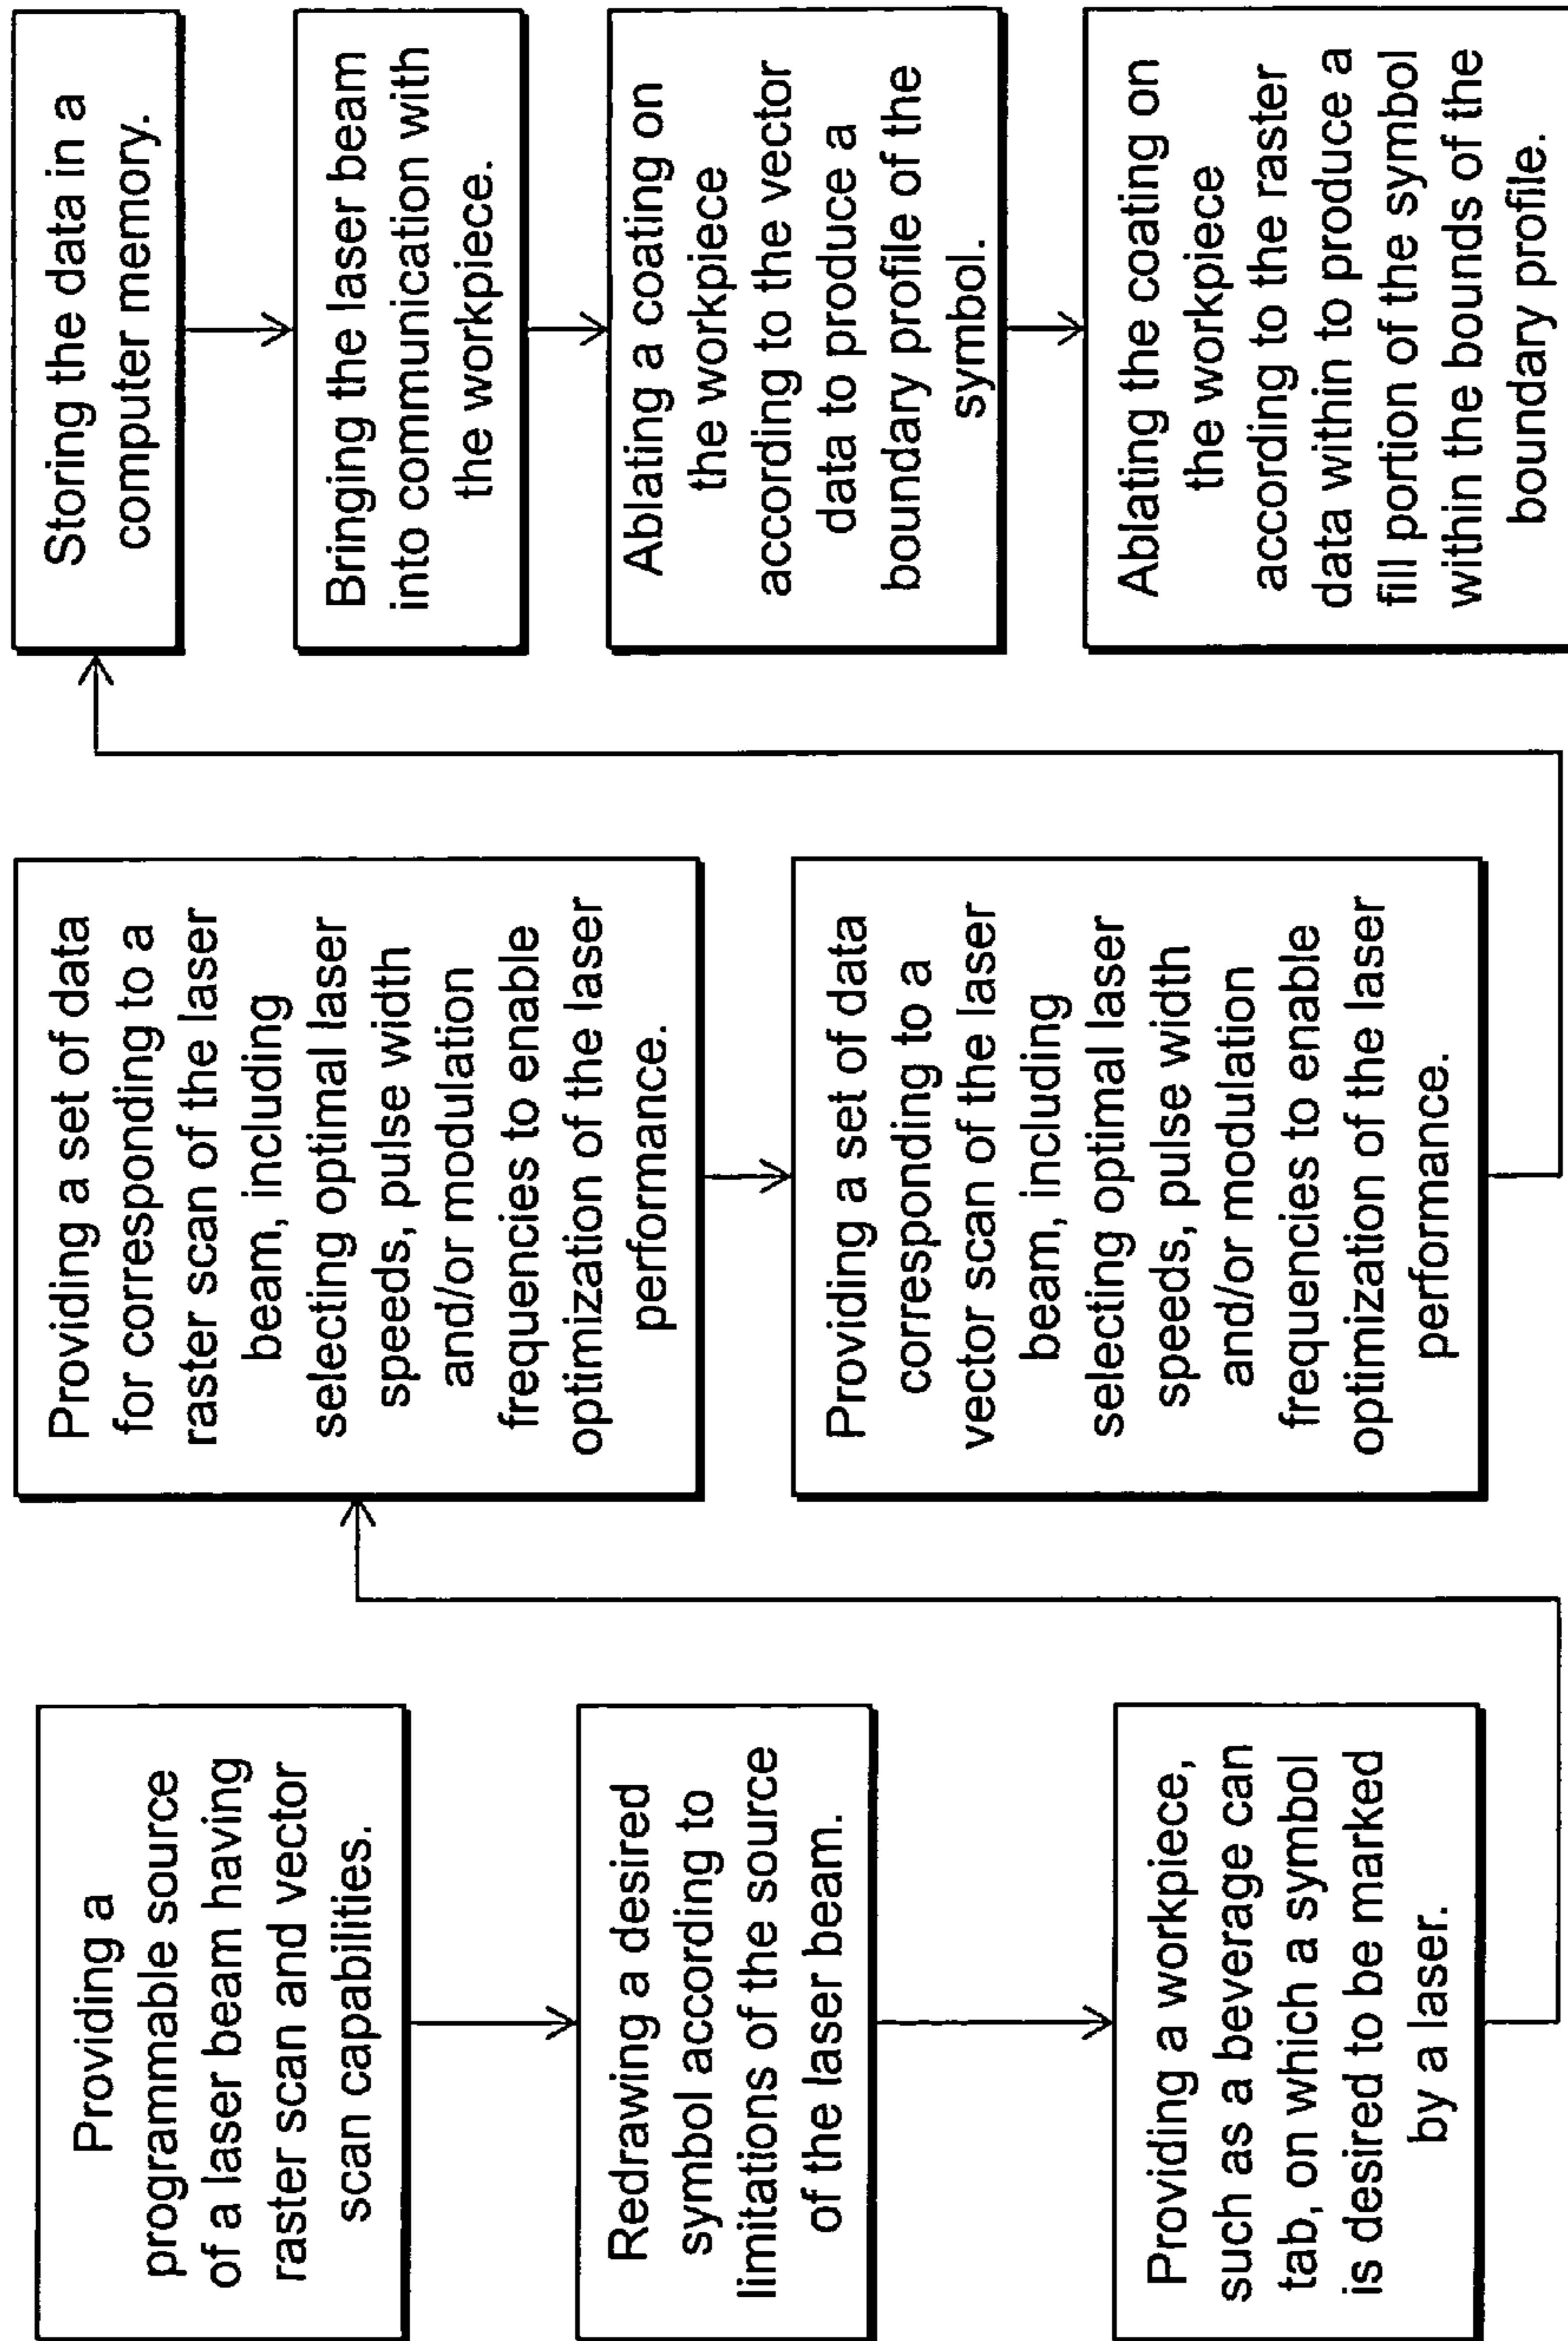 Providing a
programmable source
of a laser beam having
raster scan and vector
scan capabilities.
Redrawing a desired
symbol according to
limitations of the source
of the laser beam.
Providing a workpiece,
such as a beverage can
tab, on which a symbol
is desired to be marked
by a laser.
Providing a set of data
for corresponding to a
raster scan of the laser
beam, including
selecting optimal laser
speeds, pulse width
and/or modulation
frequencies to enable
optimization of the laser
performance.
Providing a set of data
corresponding to a
vector scan of the laser
beam, including
selecting optimal laser
speeds, pulse width
and/or modulation
frequencies to enable
optimization of the laser
performance.
Storing the data in a
computer memory.
Bringing the laser beam
into communication with
the workpiece.
Ablating a coating on
the workpiece
according to the vector
data to produce a
boundary profile of the
symbol.
Ablating the coating on
the workpiece
according to the raster
data within to produce a
fill portion of the symbol
within the bounds of the
boundary profile.